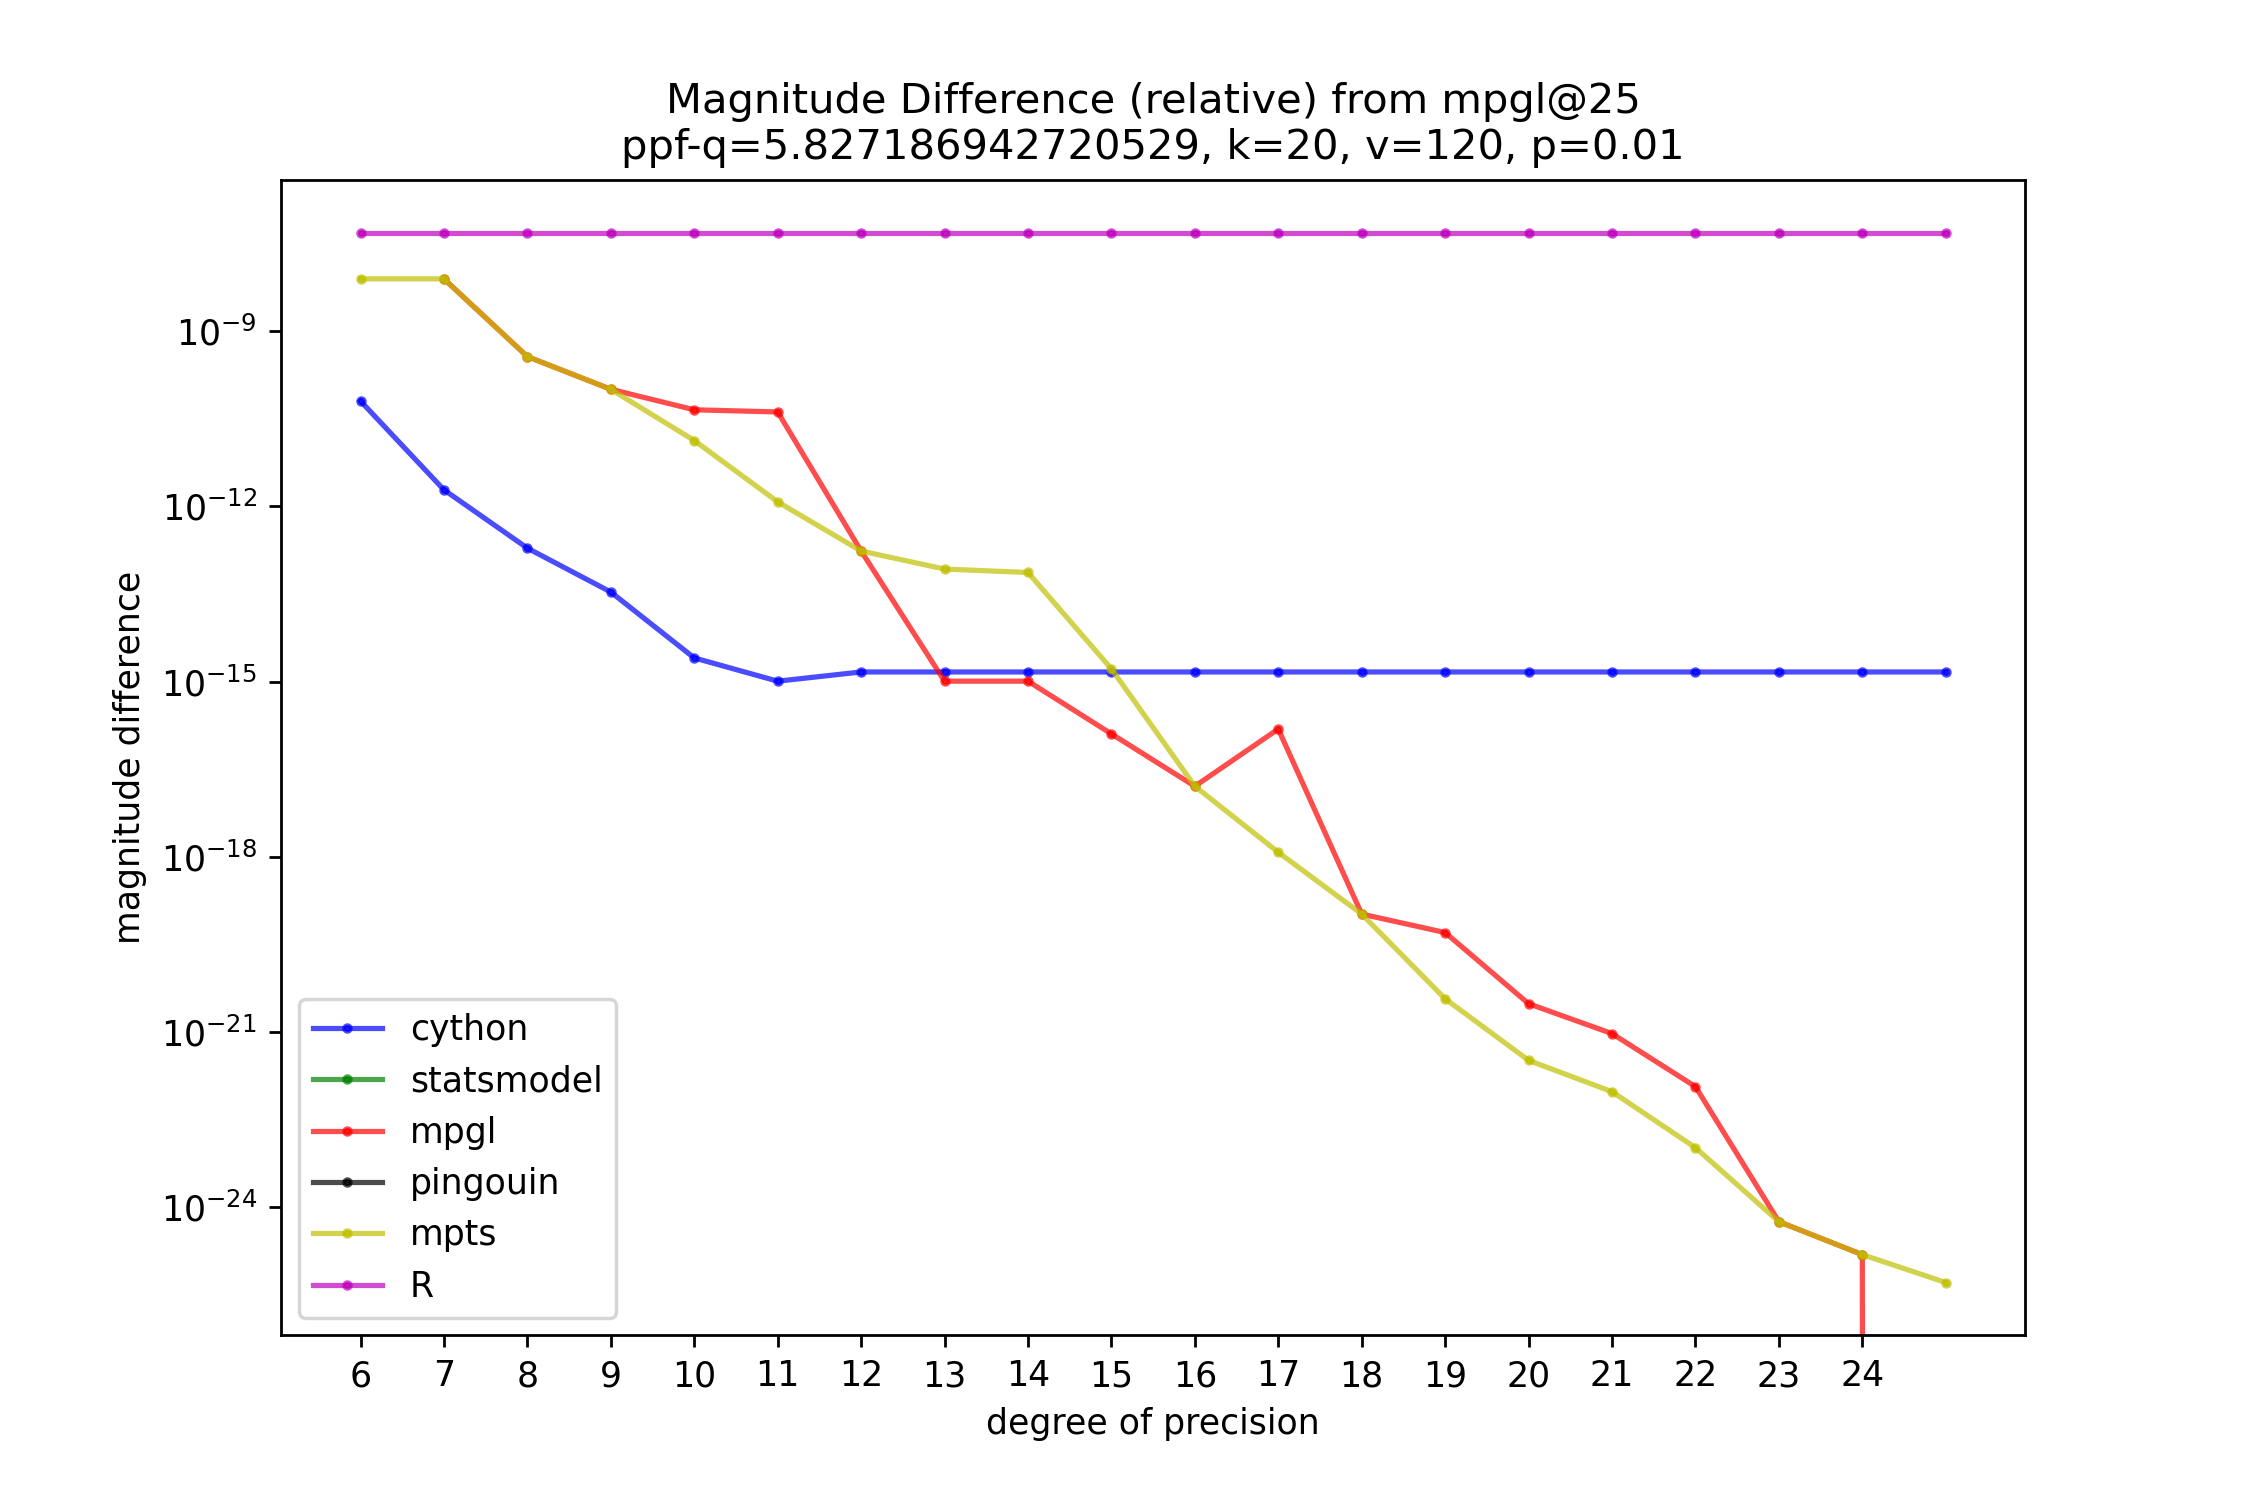 Magnitude Difference (relative) from mpgl@25
ppf-q=5.827186942720529, k=20, v=120, p=0.01
magnitude difference
10⁻⁹
10⁻¹²
10⁻¹⁵
10⁻¹⁸
10⁻²¹
10⁻²⁴
cython
statsmodel
mpgl
pingouin
mpts
R
6 7 8 9 10 11 12 13 14 15 16 17 18 19 20 21 22 23 24
degree of precision